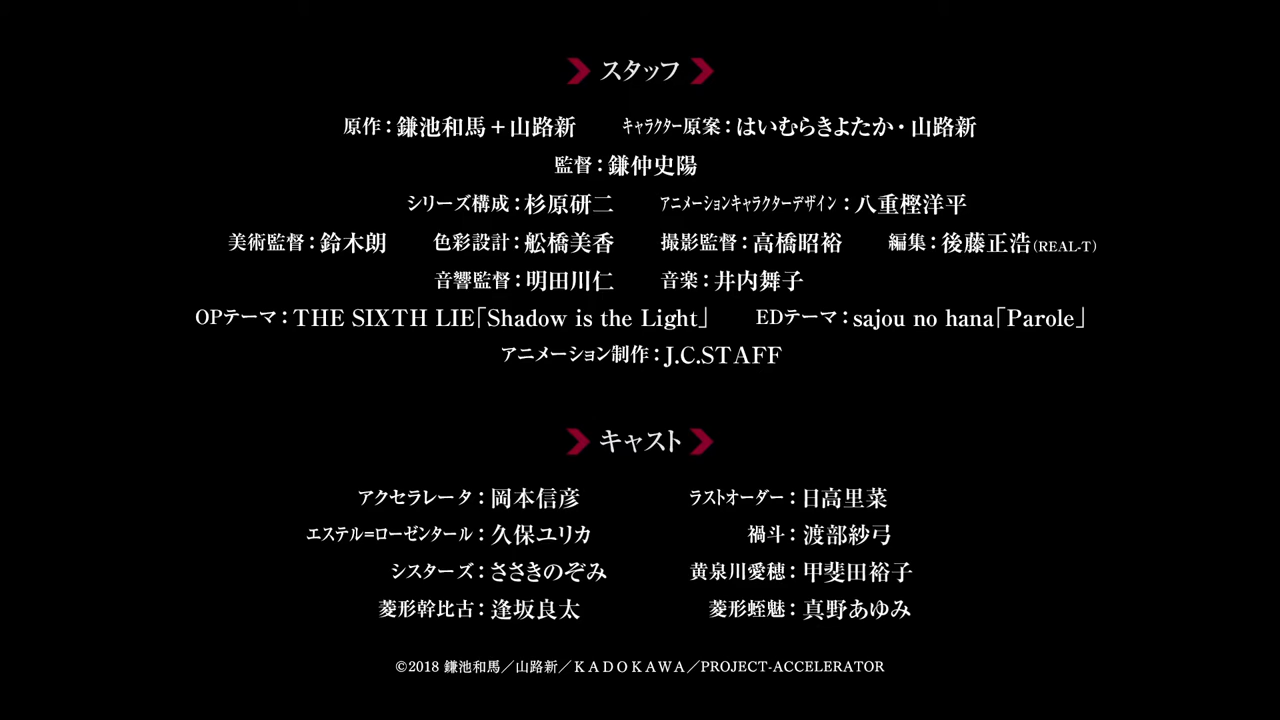 スタッフ
原作：鎌池和馬＋山路新　キャラクター原案：はいむらきよたか・山路新
監督：鎌仲史陽
シリーズ構成：杉原研二　アニメーションキャラクターデザイン：八重樫洋平
美術監督：鈴木朗　色彩設計：舩橋美香　撮影監督：高橋昭裕　編集：後藤正浩(REAL-T)
音響監督：明田川仁　音楽：井内舞子
OPテーマ：THE SIXTH LIE「Shadow is the Light」　EDテーマ：sajou no hana「Parole」
アニメーション制作：J.C.STAFF
キャスト
アクセラレータ：岡本信彦　ラストオーダー：日高里菜
エステル=ローゼンタール：久保ユリカ　禍斗：渡部紗弓
シスターズ：ささきのぞみ　黄泉川愛穂：甲斐田裕子
菱形幹比古：逢坂良太　菱形蛭魅：真野あゆみ
©2018 鎌池和馬／山路新／ＫＡＤＯＫＡＷＡ／PROJECT-ACCELERATOR